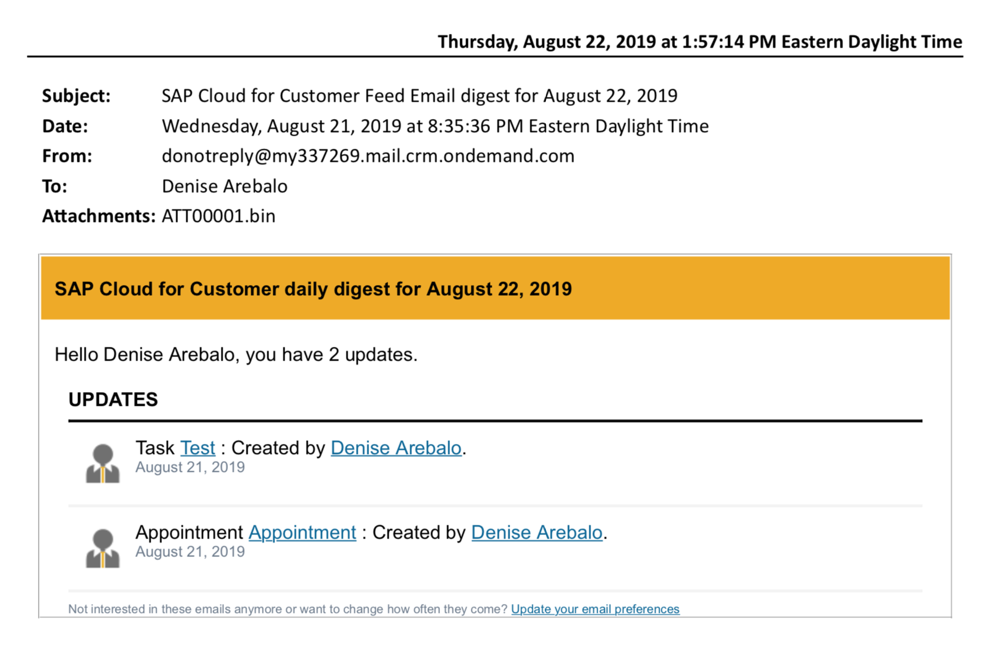 Thursday, August 22, 2019 at 1:57:14 PM Eastern Daylight Time
Subject: SAP Cloud for Customer Feed Email digest for August 22, 2019
Date: Wednesday, August 21, 2019 at 8:35:36 PM Eastern Daylight Time
From: donotreply@my337269.mail.crm.ondemand.com
To: Denise Arebalo
Attachments: ATT00001.bin
SAP Cloud for Customer daily digest for August 22, 2019
Hello Denise Arebalo, you have 2 updates.
UPDATES
Task Test : Created by Denise Arebalo.
August 21, 2019
Appointment Appointment : Created by Denise Arebalo.
August 21, 2019
Not interested in these emails anymore or want to change how often they come? Update your email preferences